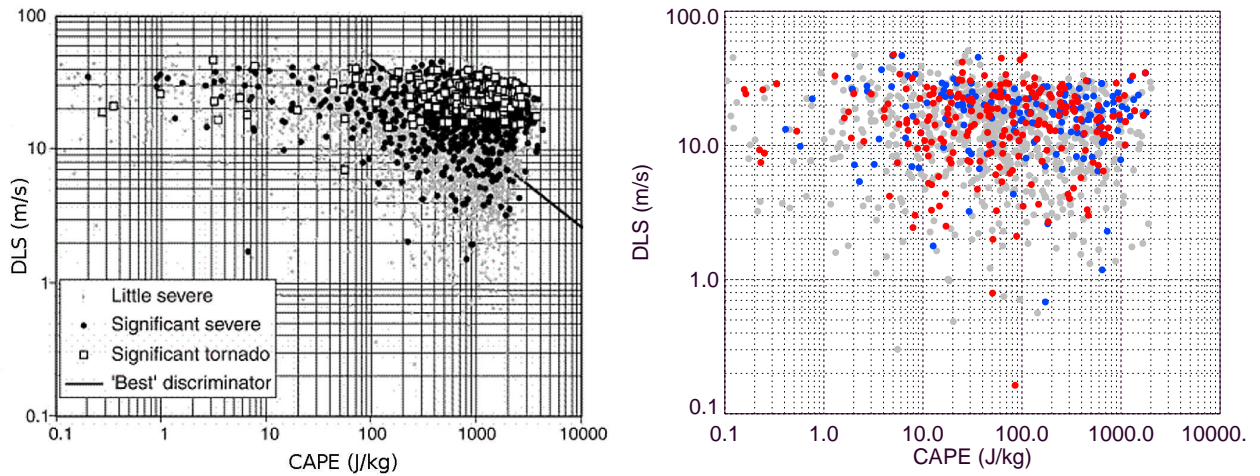 100
10
1
0.1
DLS (m/s)
Little severe
Significant severe
Significant tornado
'Best' discriminator
0.1
1
10
100
1000
10000
CAPE (J/kg)
100.0
10.0
1.0
0.1
DLS (m/s)
0.1
1.0
10.0
100.0
1000.0
10000.
CAPE (J/kg)